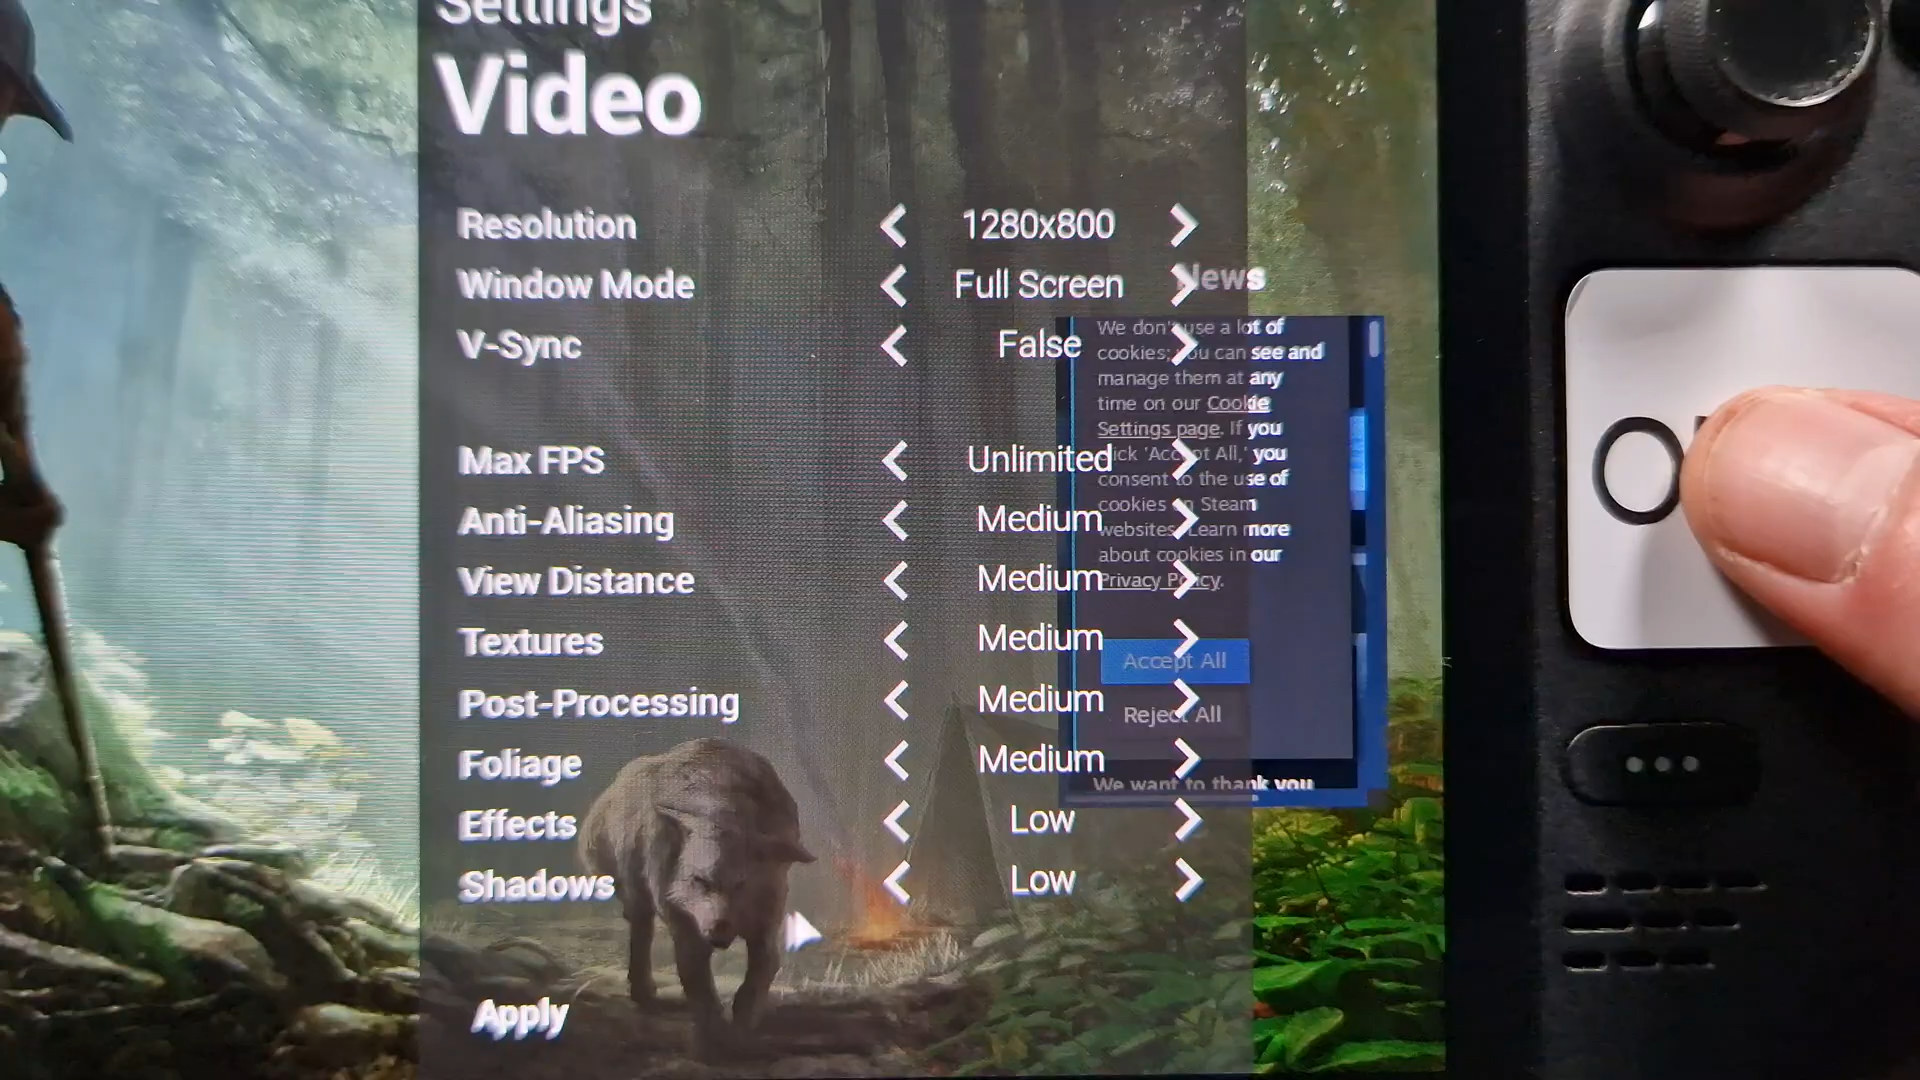 Settings
Video
Resolution 1280x800
Window Mode Full Screen
V-Sync False
Max FPS Unlimited
Anti-Aliasing Medium
View Distance Medium
Textures Medium
Post-Processing Medium
Foliage Medium
Effects Low
Shadows Low
Apply
News
We don't use a lot of
cookies; you can see and
manage them at any
time on our Cookie
Settings page. If you
click 'Accept All,' you
consent to the use of
cookies on Steam
websites. Learn more
about cookies in our
Privacy Policy.
Accept All
Reject All
We want to thank you